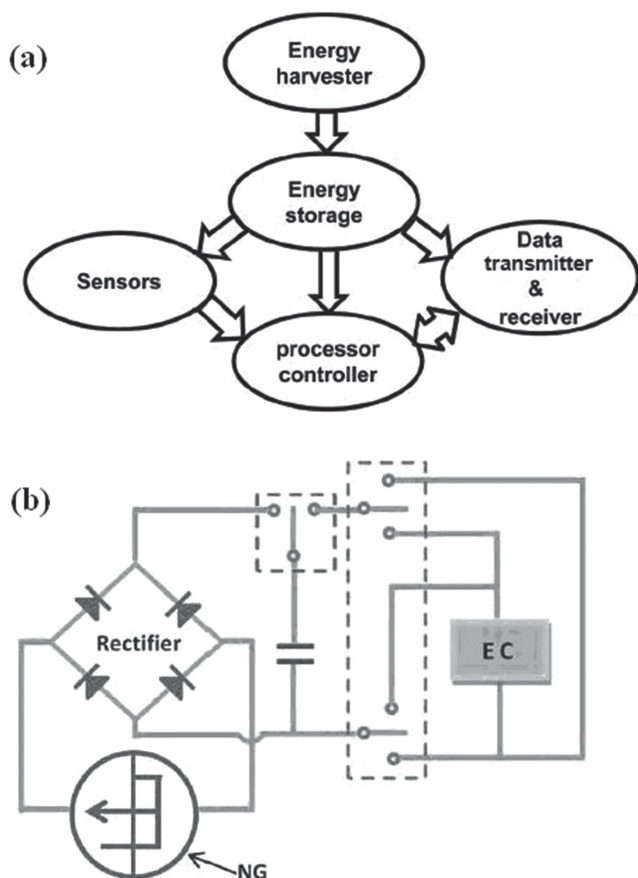 (a)
Energy
harvester
Energy
storage
Sensors
Data
transmitter
&
receiver
processor
controller
(b)
Rectifier
E C
NG